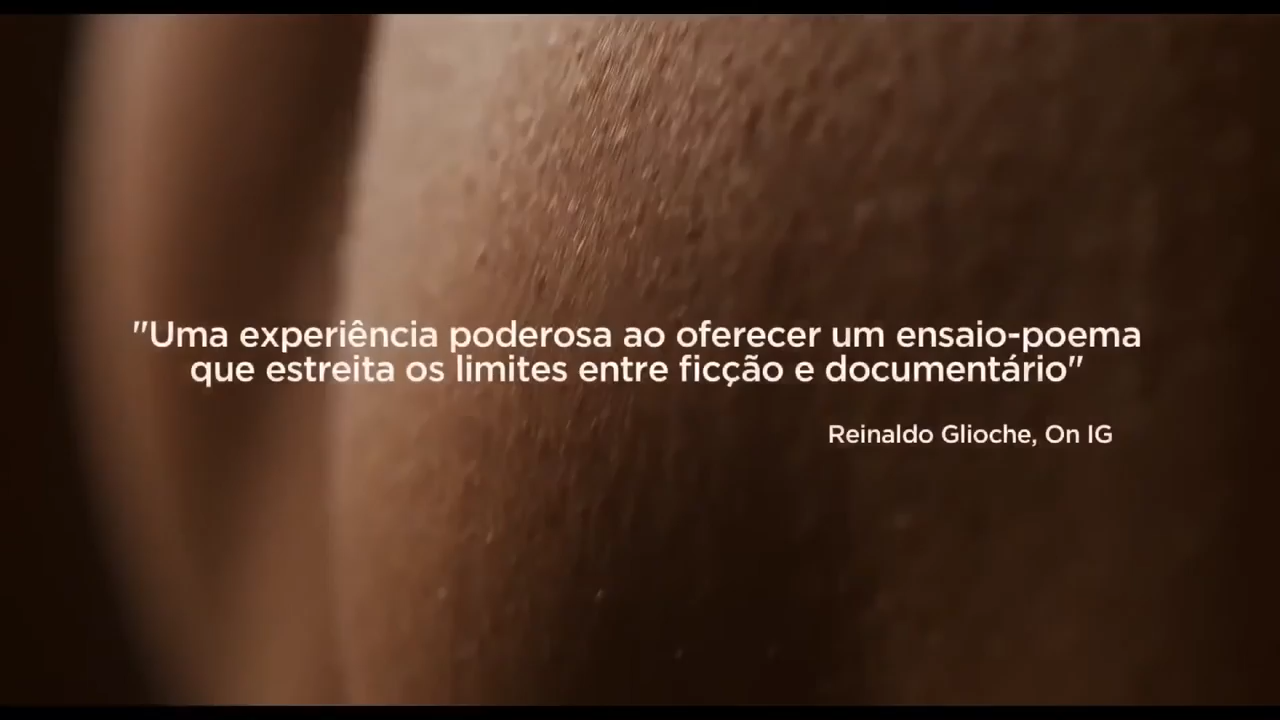 "Uma experiência poderosa ao oferecer um ensaio-poema
que estreita os limites entre ficção e documentário"
Reinaldo Glioche, On IG